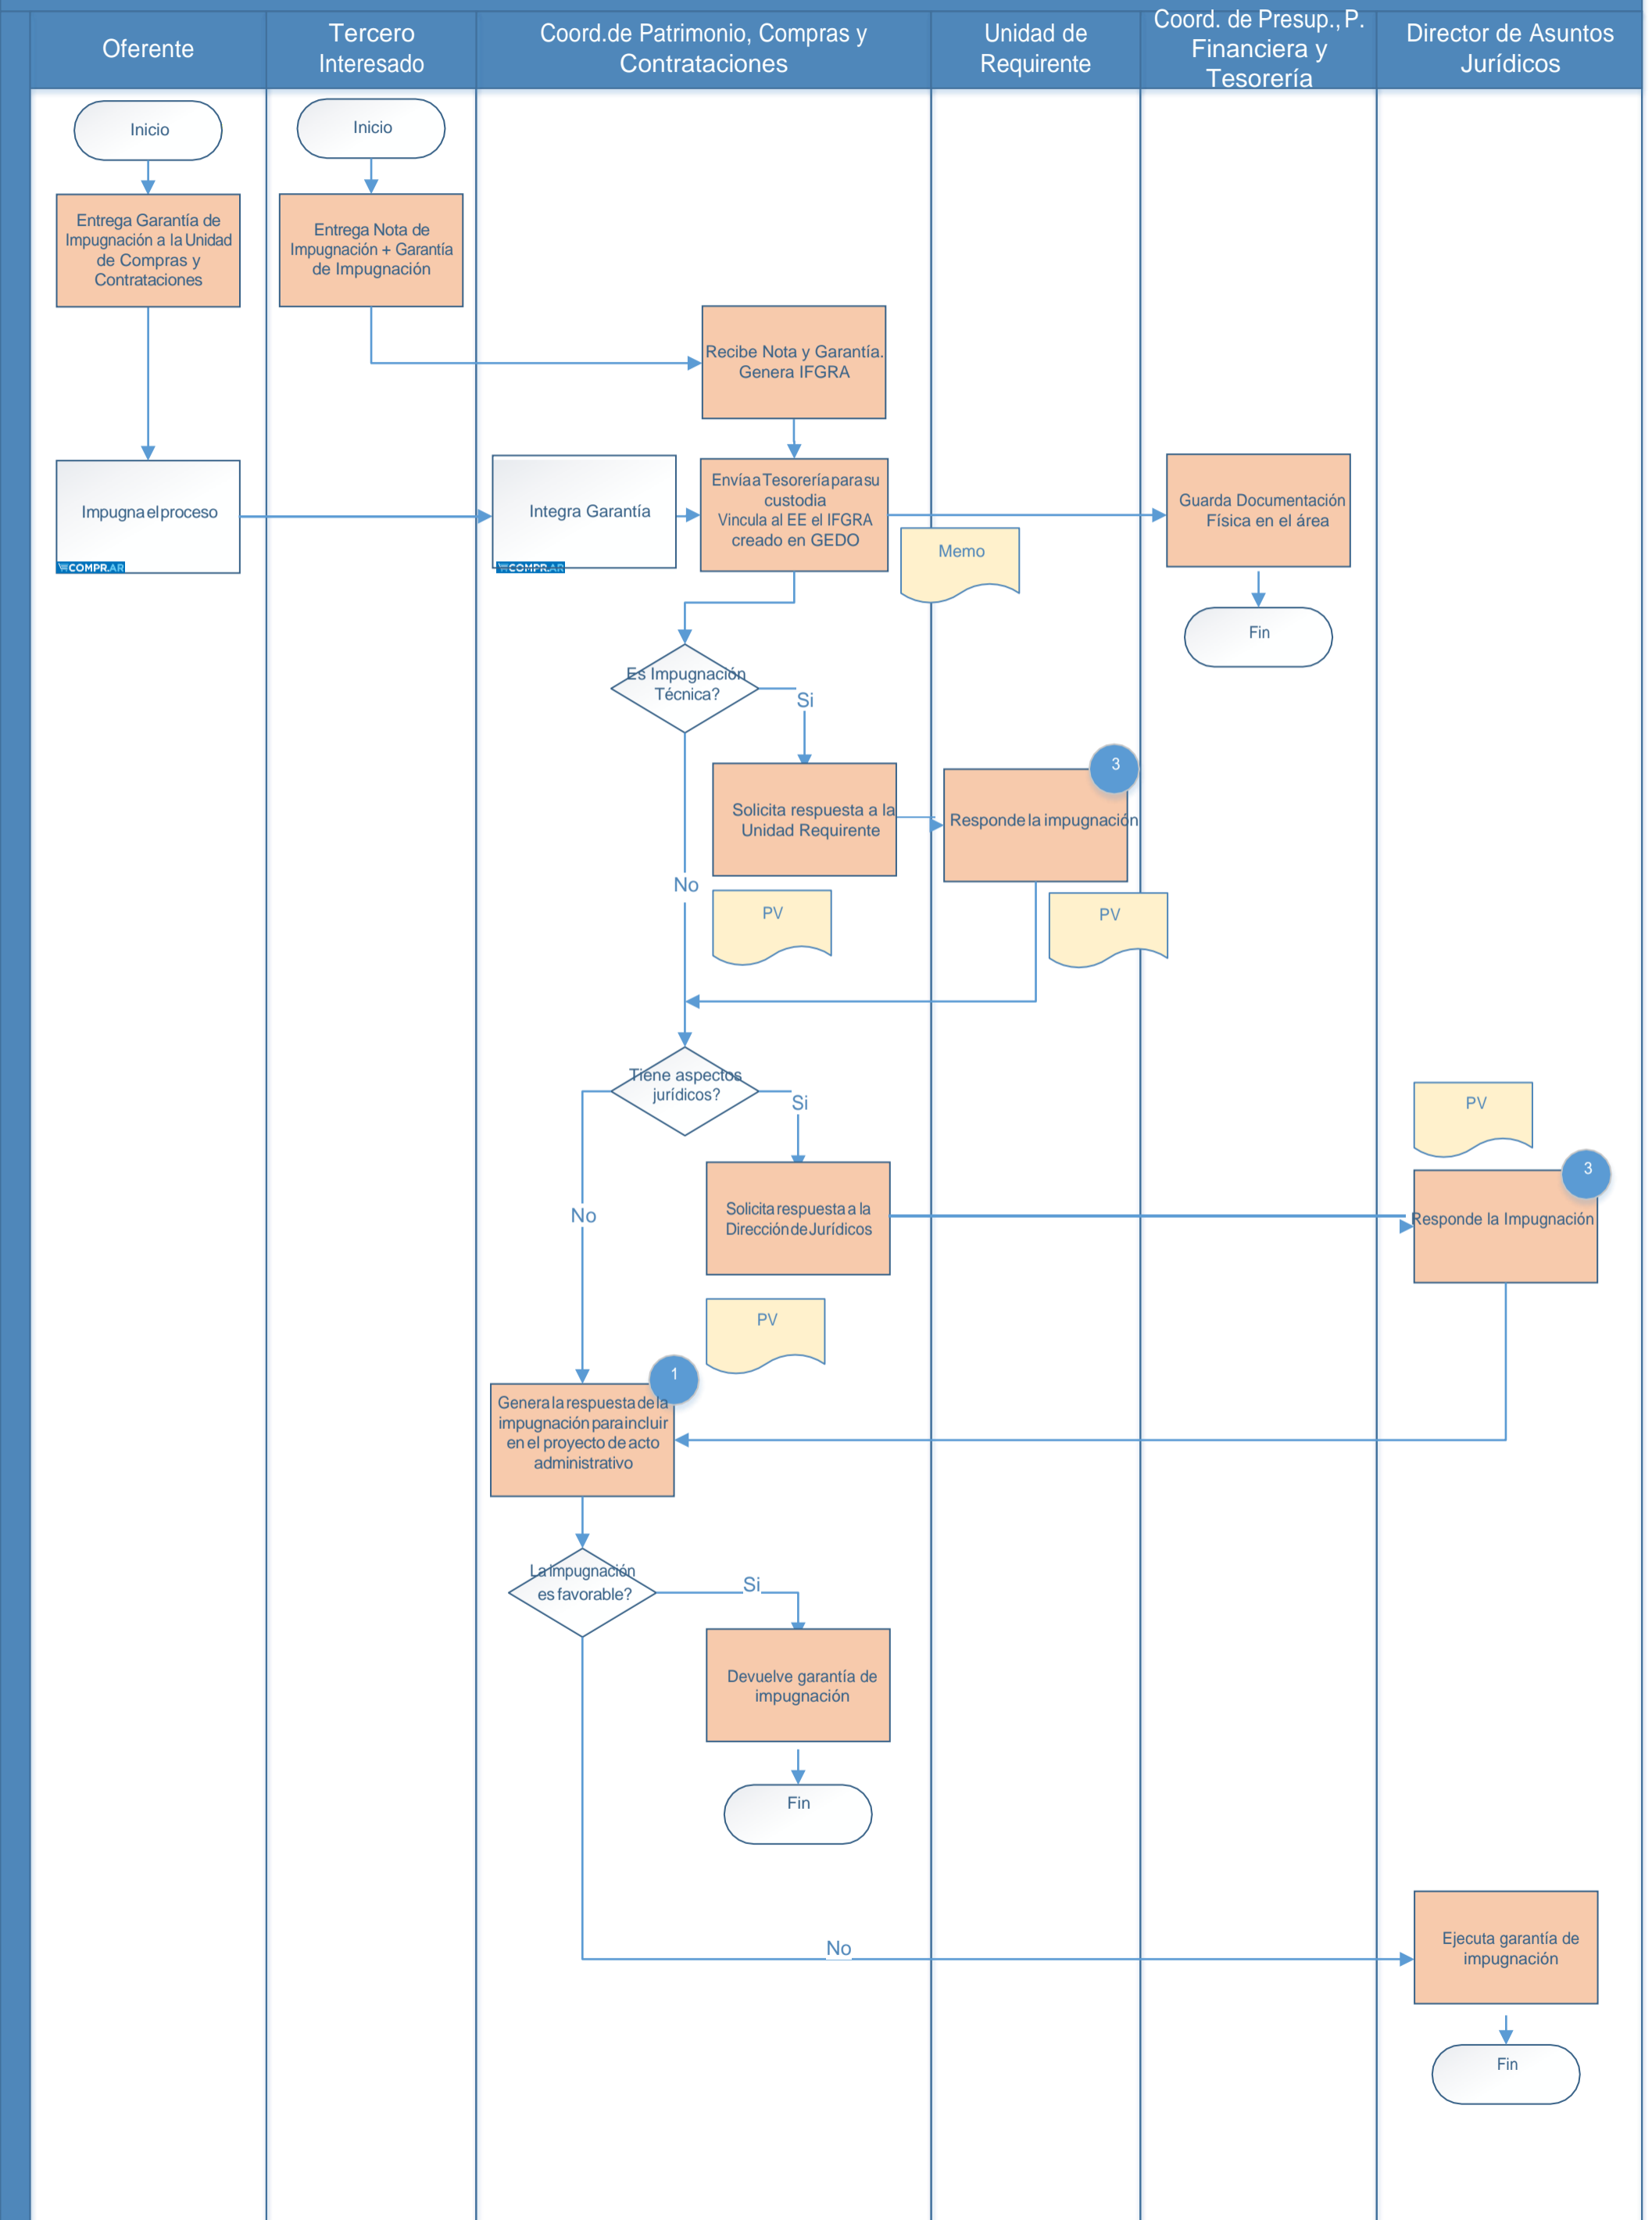 Oferente
Tercero
Interesado
Coord.de Patrimonio, Compras y
Contrataciones
Unidad de
Requirente
Coord. de Presup., P.
Financiera y
Tesorería
Director de Asuntos
Jurídicos
Inicio
Inicio
Entrega Garantía de
Impugnación a la Unidad
de Compras y
Contrataciones
Entrega Nota de
Impugnación + Garantía
de Impugnación
Recibe Nota y Garantía.
Genera IFGRA
Impugna el proceso
COMPR.AR
Integra Garantía
COMPR.AR
Envía a Tesorería para su
custodia
Vincula al EE el IFGRA
creado en GEDO
Memo
Guarda Documentación
Física en el área
Fin
Es Impugnación
Técnica?
Si
No
Solicita respuesta a la
Unidad Requirente
PV
3
Responde la impugnación
PV
Tiene aspectos
jurídicos?
Si
No
Solicita respuesta a la
Dirección de Jurídicos
PV
PV
3
Responde la Impugnación
1
Genera la respuesta de la
impugnación para incluir
en el proyecto de acto
administrativo
La impugnación
es favorable?
Si
Devuelve garantía de
impugnación
Fin
No
Ejecuta garantía de
impugnación
Fin